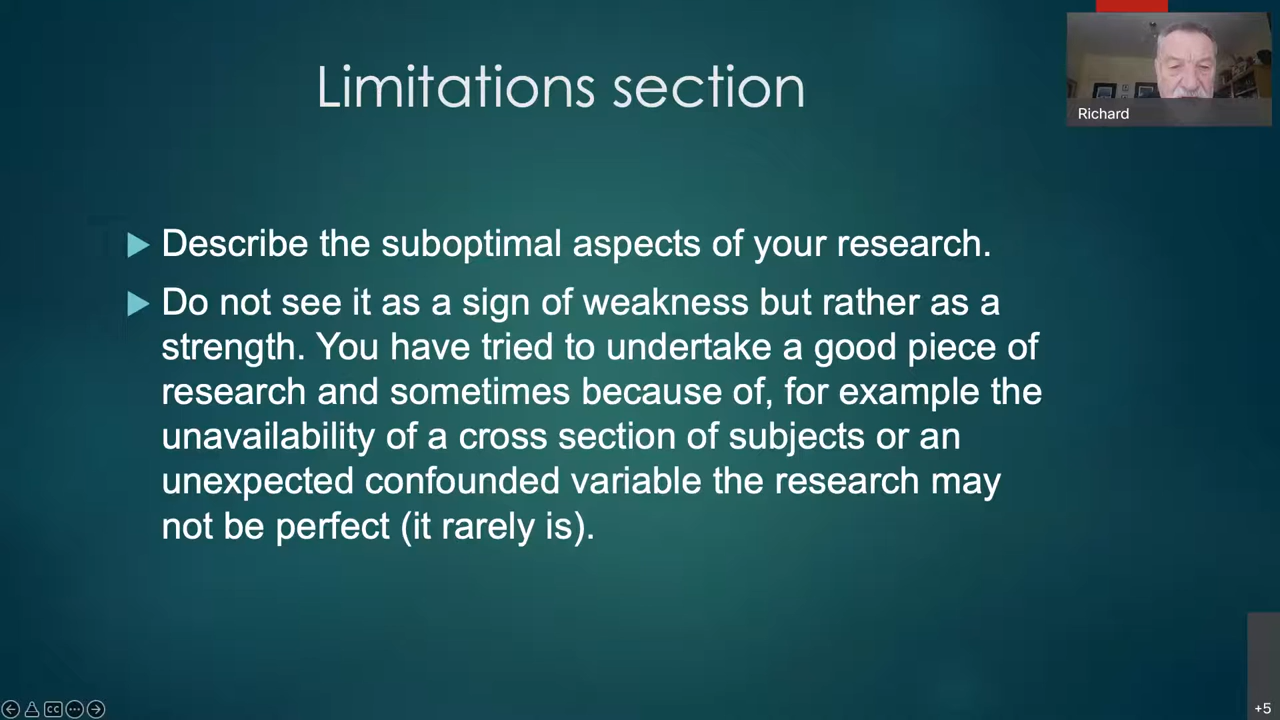 Limitations section
Richard
Describe the suboptimal aspects of your research.
Do not see it as a sign of weakness but rather as a
strength. You have tried to undertake a good piece of
research and sometimes because of, for example the
unavailability of a cross section of subjects or an
unexpected confounded variable the research may
not be perfect (it rarely is).
CC
+5